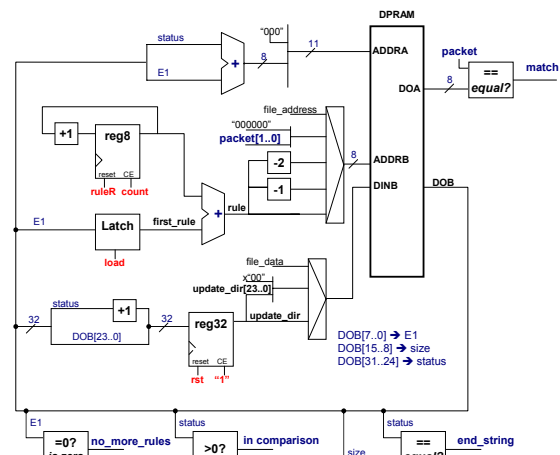 DPRAM
status
E1
+
8
"000"
11
ADDRA
packet
8
==
equal?
match
DOA
file_address
"000000"
packet[1..0]
-2
-1
8
ADDRB
DINB
DOB
+1
reg8
reset CE
ruleR count
+
rule
E1
Latch
first_rule
load
file_data
x"00"
update_dir[23..0]
update_dir
32
status
+1
DOB[23..0]
32
reg32
reset CE
rst "1"
DOB[7..0] ➔ E1
DOB[15..8] ➔ size
DOB[31..24] ➔ status
E1
=0?
no_more_rules
status
>0?
in comparison
size
status
==
end_string